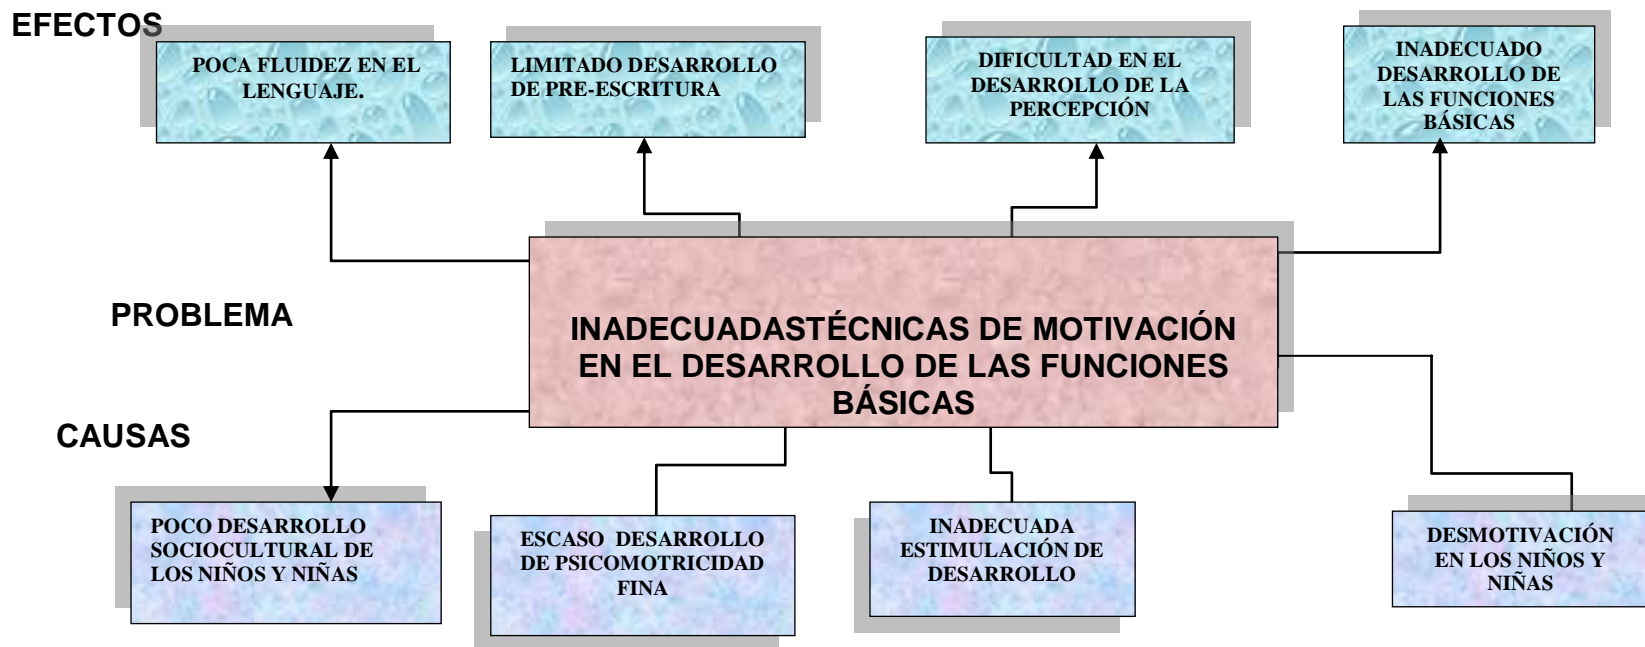 EFECTOS
POCA FLUIDEZ EN EL
LENGUAJE.
LIMITADO DESARROLLO
DE PRE-ESCRITURA
DIFICULTAD EN EL
DESARROLLO DE LA
PERCEPCIÓN
INADECUADO
DESARROLLO DE
LAS FUNCIONES
BÁSICAS
PROBLEMA
INADECUADASTÉCNICAS DE MOTIVACIÓN
EN EL DESARROLLO DE LAS FUNCIONES
BÁSICAS
CAUSAS
POCO DESARROLLO
SOCIOCULTURAL DE
LOS NIÑOS Y NIÑAS
ESCASO DESARROLLO
DE PSICOMOTRICIDAD
FINA
INADECUADA
ESTIMULACIÓN DE
DESARROLLO
DESMOTIVACIÓN
EN LOS NIÑOS Y
NIÑAS